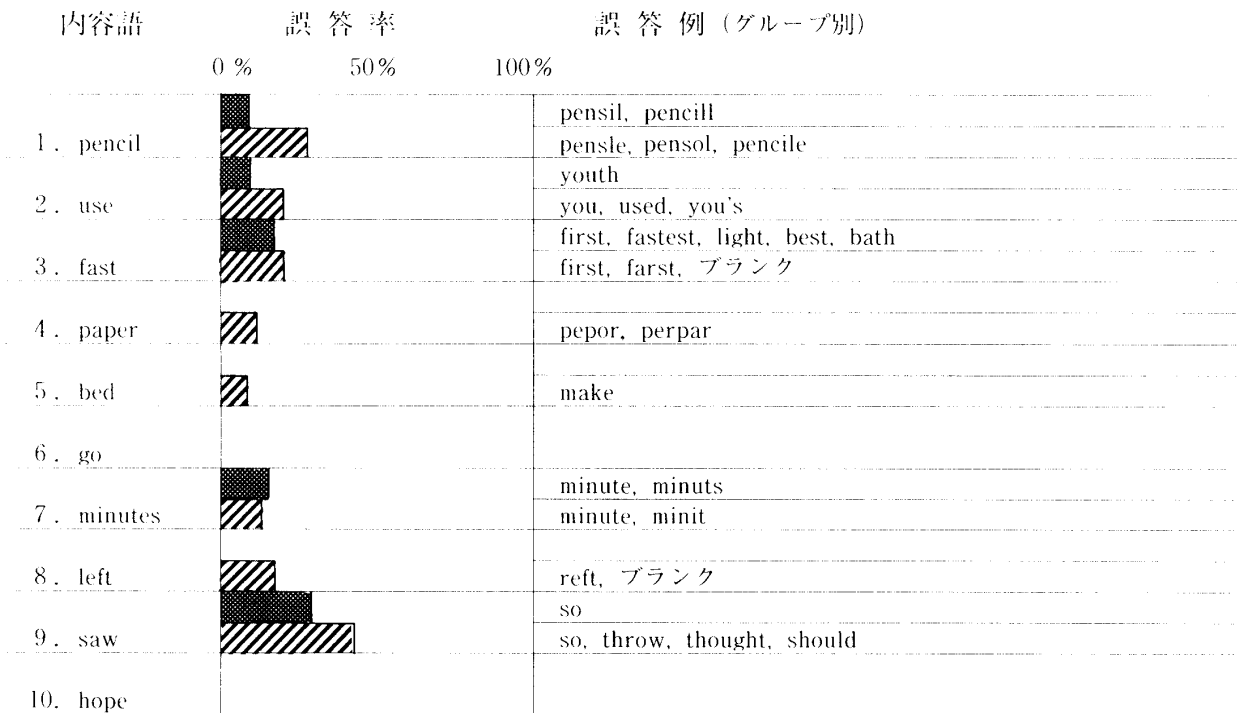 内容語 誤答率 誤答例(グループ別)
0 % 50% 100%
pensil, pencill
1. pencil pensle, pensol, pencile
youth
2. use you, used, you's
first, fastest, light, best, bath
3. fast first, farst, ブランク
4. paper pepor, perpar
5. bed make
6. go
minute, minuts
7. minutes minute, minit
8. left reft, ブランク
so
9. saw so, throw, thought, should
10. hope